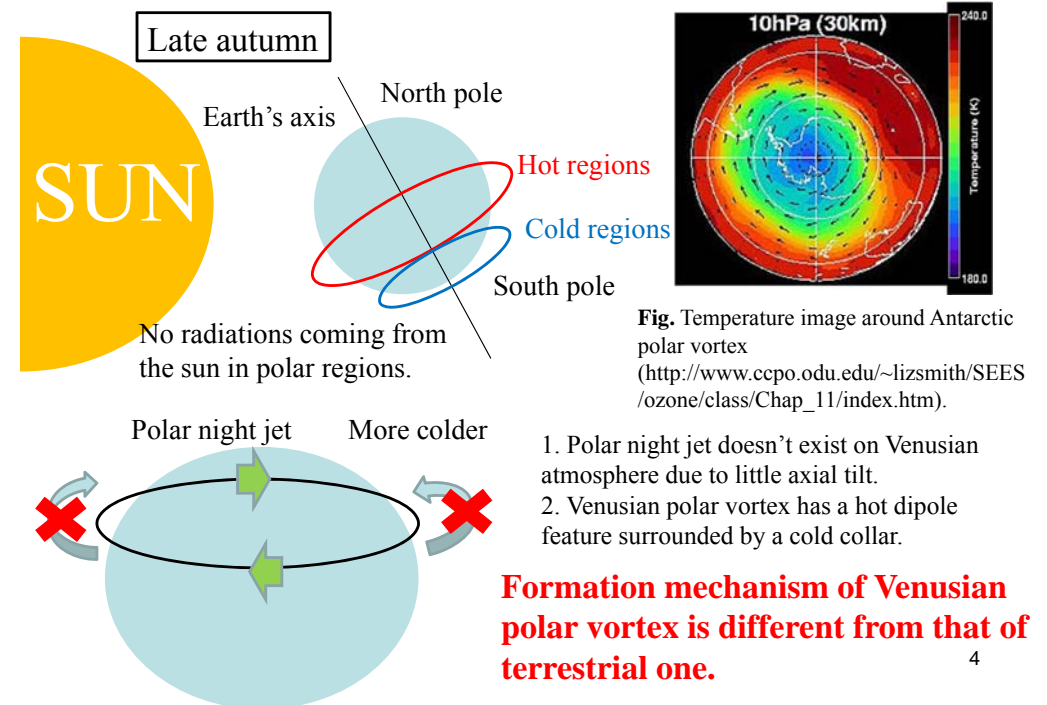 Late autumn
SUN
Earth's axis
North pole
Hot regions
Cold regions
South pole
No radiations coming from
the sun in polar regions.
10hPa (30km)
240.0
Temperature (K)
180.0
Fig. Temperature image around Antarctic
polar vortex
(http://www.ccpo.odu.edu/~lizsmith/SEES
/ozone/class/Chap_11/index.htm).
Polar night jet
More colder
1. Polar night jet doesn't exist on Venusian
atmosphere due to little axial tilt.
2. Venusian polar vortex has a hot dipole
feature surrounded by a cold collar.
Formation mechanism of Venusian
polar vortex is different from that of
terrestrial one.
4